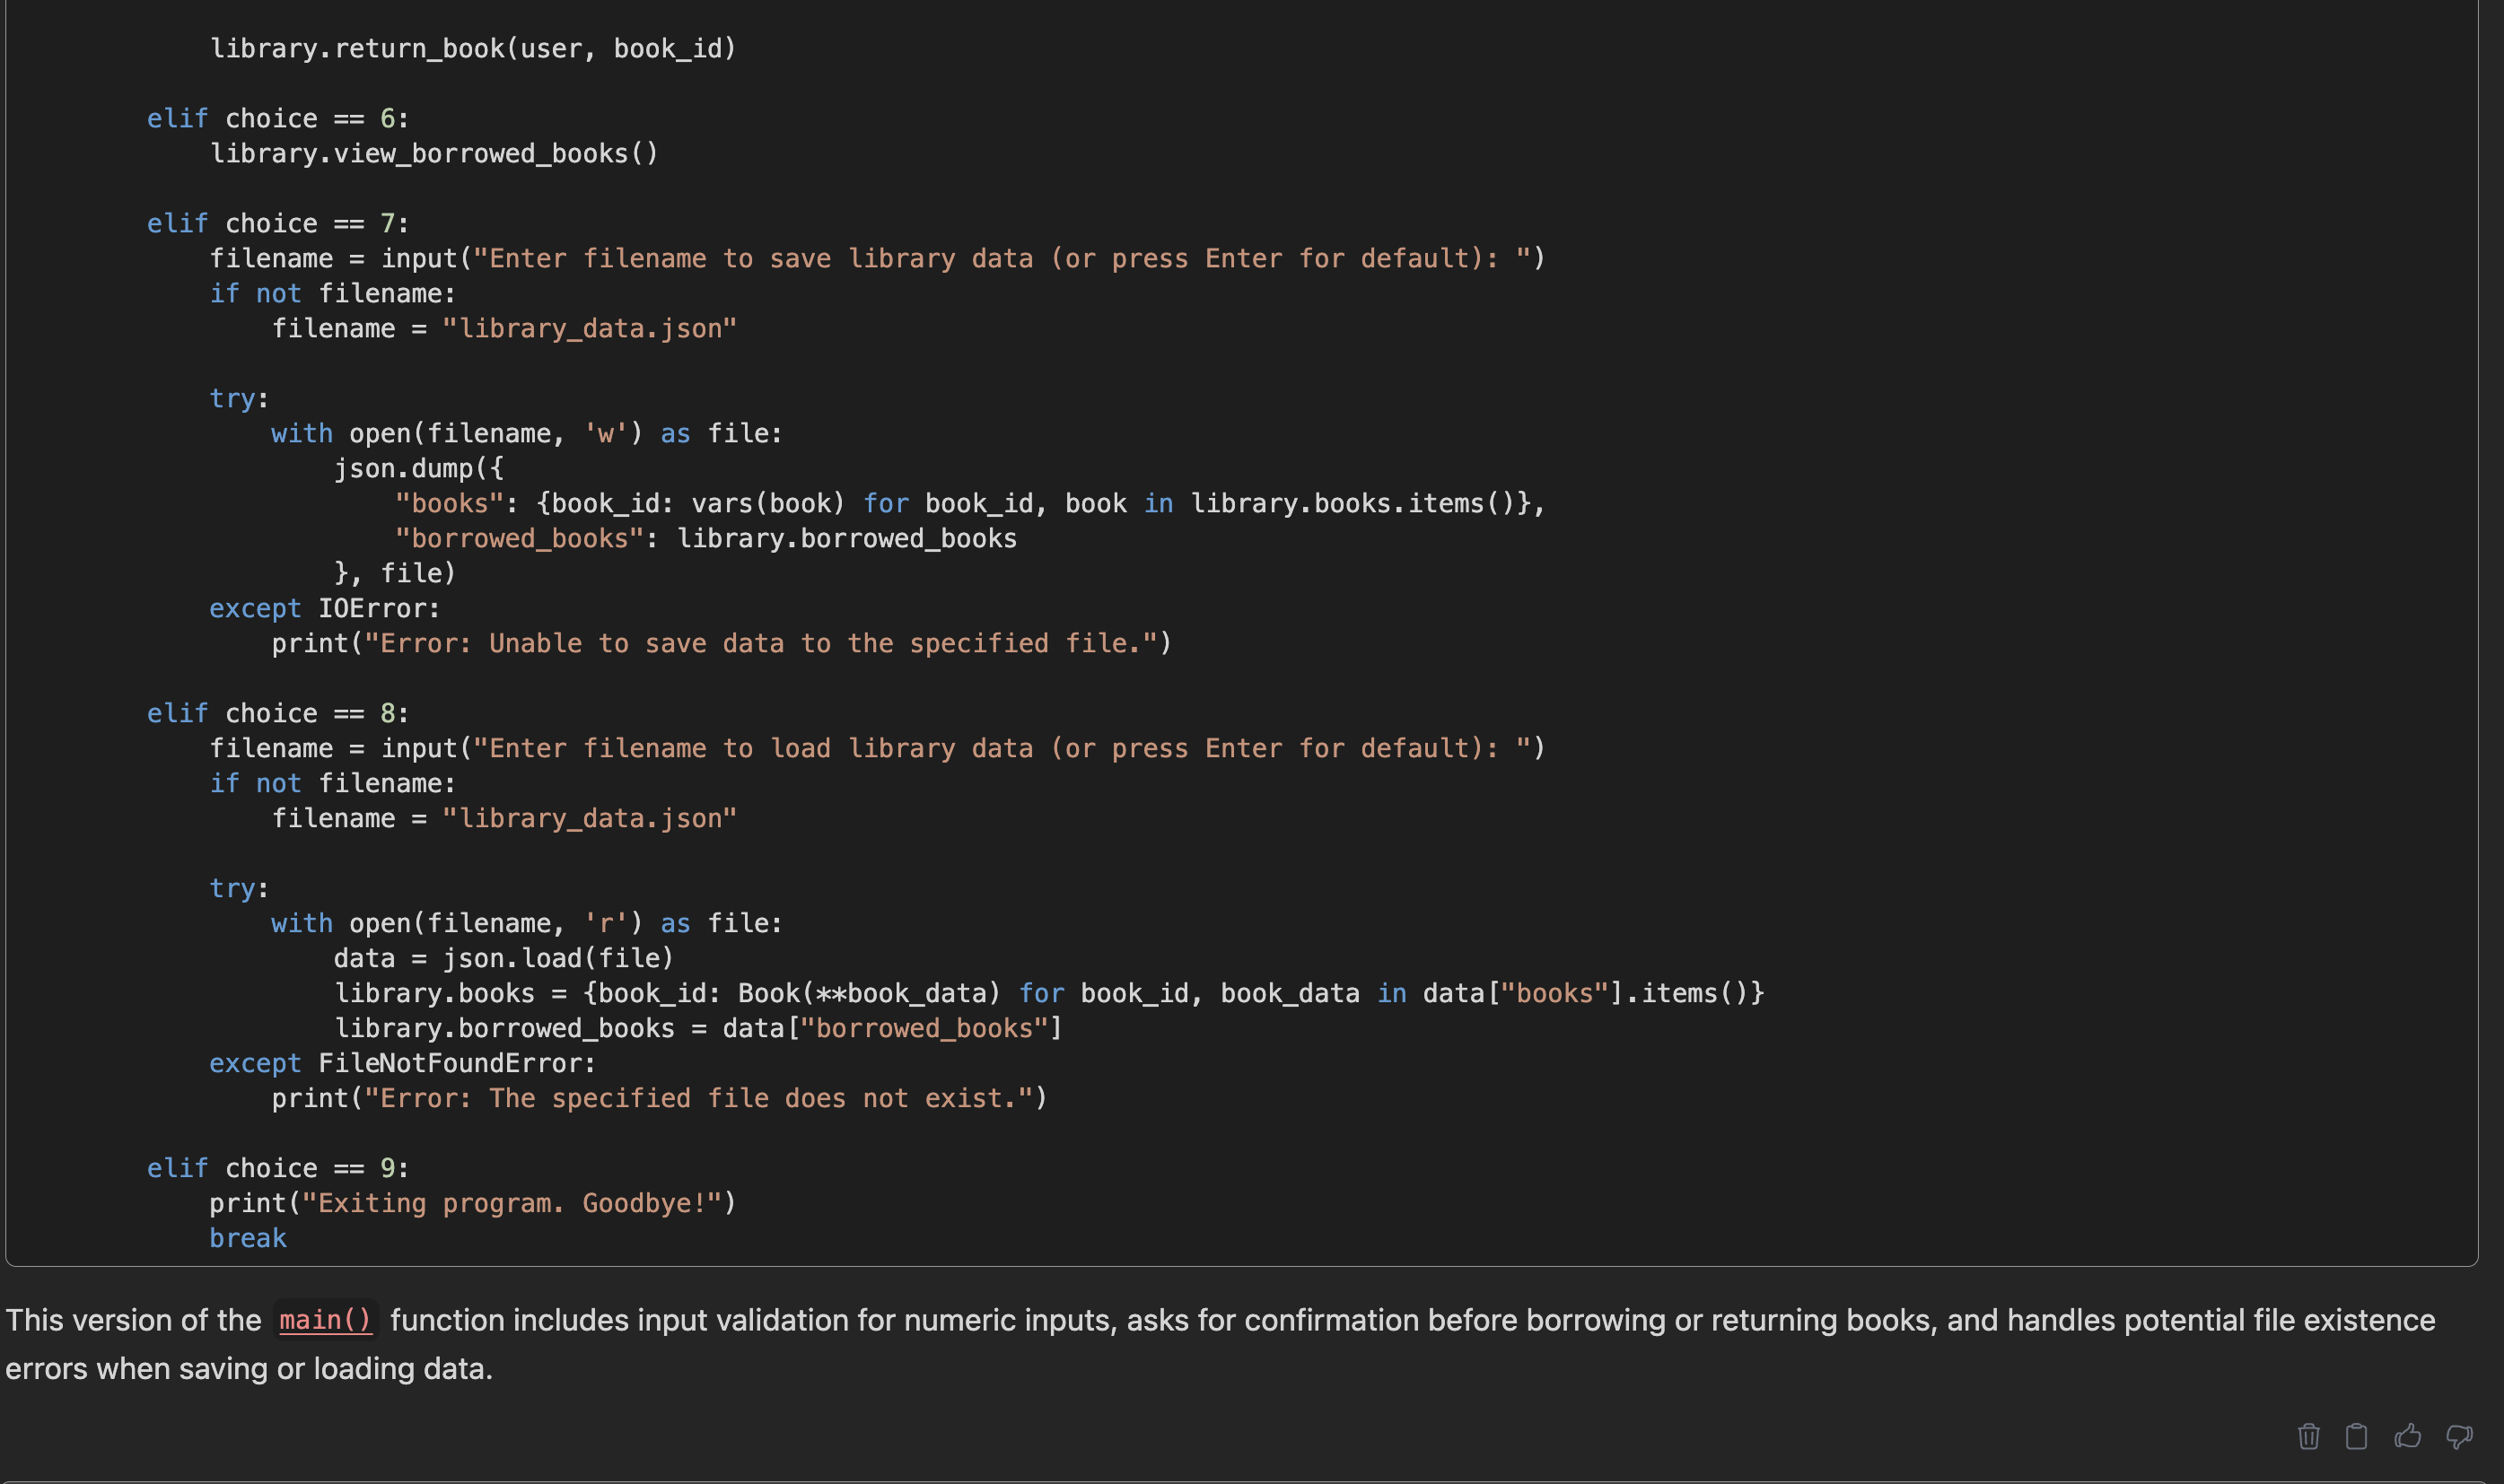 library.return_book(user, book_id)
elif choice == 6:
library.view_borrowed_books()
elif choice == 7:
filename = input("Enter filename to save library data (or press Enter for default): ")
if not filename:
filename = "library_data.json"
try:
with open(filename, 'w') as file:
json.dump({
"books": {book_id: vars(book) for book_id, book in library.books.items()},
"borrowed_books": library.borrowed_books
}, file)
except IOError:
print("Error: Unable to save data to the specified file.")
elif choice == 8:
filename = input("Enter filename to load library data (or press Enter for default): ")
if not filename:
filename = "library_data.json"
try:
with open(filename, 'r') as file:
data = json.load(file)
library.books = {book_id: Book(**book_data) for book_id, book_data in data["books"].items()}
library.borrowed_books = data["borrowed_books"]
except FileNotFoundError:
print("Error: The specified file does not exist.")
elif choice == 9:
print("Exiting program. Goodbye!")
break
This version of the main() function includes input validation for numeric inputs, asks for confirmation before borrowing or returning books, and handles potential file existence
errors when saving or loading data.